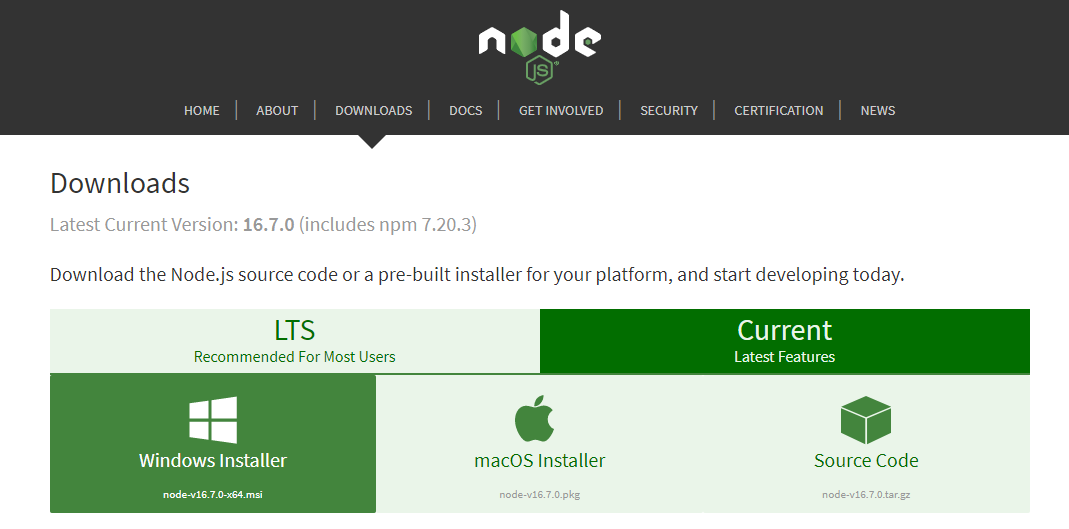 node
JS
HOME ABOUT DOWNLOADS DOCS GET INVOLVED SECURITY CERTIFICATION NEWS
Downloads
Latest Current Version: 16.7.0 (includes npm 7.20.3)
Download the Node.js source code or a pre-built installer for your platform, and start developing today.
LTS
Recommended For Most Users
Current
Latest Features
Windows Installer
node-v16.7.0-x64.msi
macOS Installer
node-v16.7.0.pkg
Source Code
node-v16.7.0.tar.gz